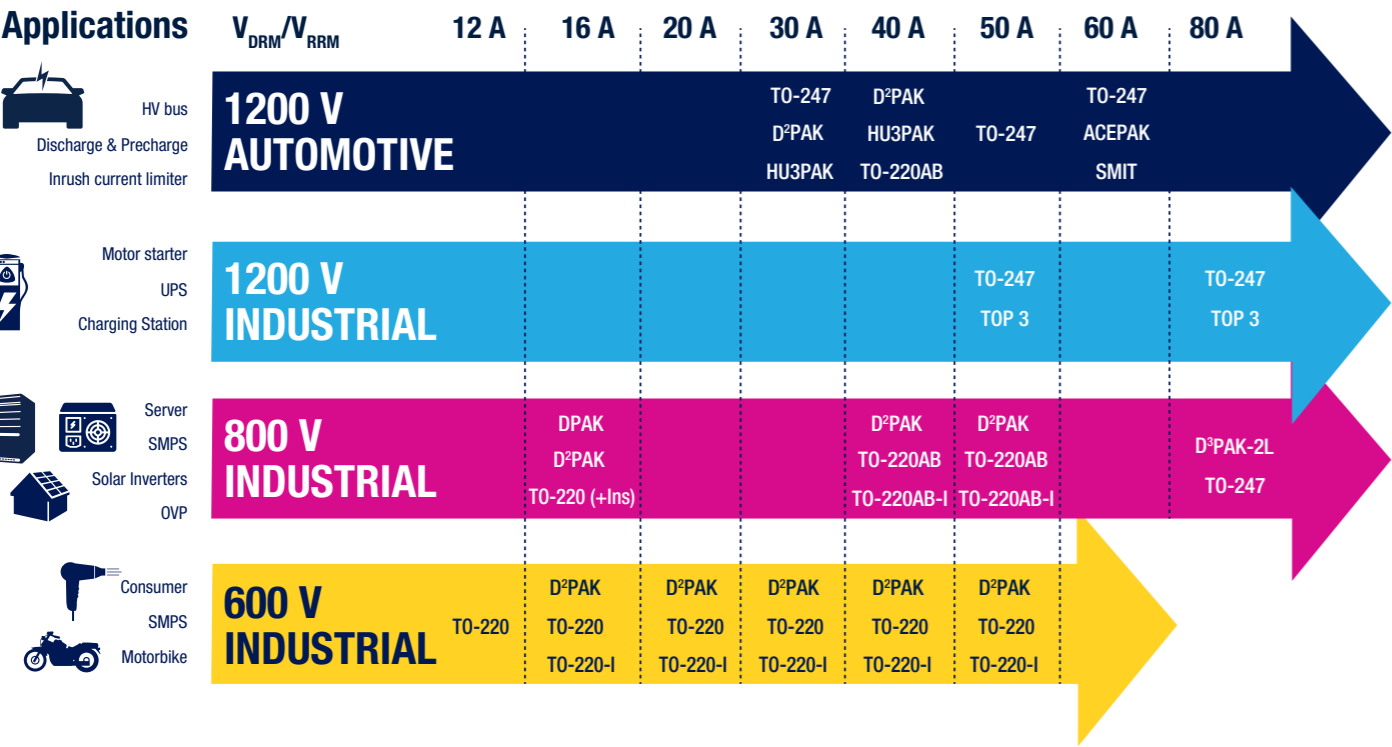 Applications V_DRM/V_RRM 12 A 16 A 20 A 30 A 40 A 50 A 60 A 80 A
HV bus
Discharge & Precharge
Inrush current limiter
1200 V
AUTOMOTIVE
TO-247 D²PAK TO-247
D²PAK HU3PAK TO-247 ACEPAK
HU3PAK TO-220AB SMIT
Motor starter
UPS
Charging Station
1200 V
INDUSTRIAL
TO-247 TO-247
TOP 3 TOP 3
Server
SMPS
Solar Inverters
OVP
800 V
INDUSTRIAL
DPAK D²PAK D²PAK
D³PAK-2L
D²PAK TO-220AB TO-220AB
TO-247
TO-220 (+Ins) TO-220AB-I TO-220AB-I
Consumer
SMPS
Motorbike
600 V
INDUSTRIAL
D²PAK D²PAK D²PAK D²PAK D²PAK
TO-220 TO-220 TO-220 TO-220 TO-220 TO-220
TO-220-I TO-220-I TO-220-I TO-220-I TO-220-I